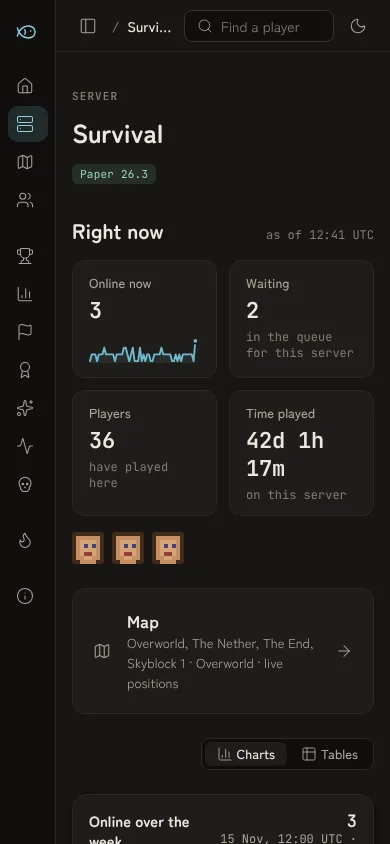 / Survi... Find a player
SERVER
Survival
Paper 26.3
Right now as of 12:41 UTC
Online now
3
Waiting
2
in the queue
for this server
Players
36
have played
here
Time played
42d 1h
17m
on this server
Map
Overworld, The Nether, The End,
Skyblock 1 · Overworld · live
positions
Charts Tables
Online over the
week
3
15 Nov, 12:00 UTC ·